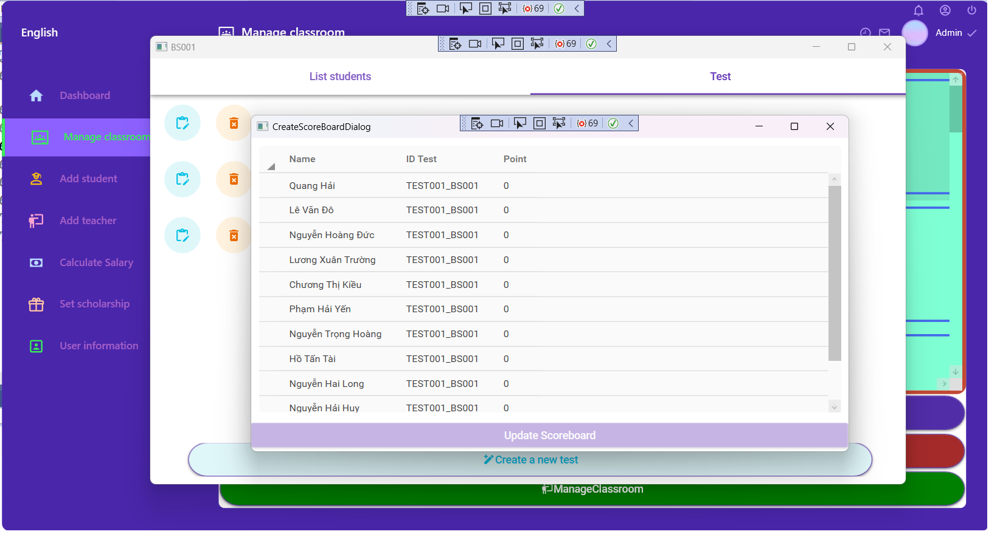 69
English
Manage classroom
Admin
BS001
69
List students
Test
Dashboard
Manage classroom
Add student
Add teacher
Calculate Salary
Set scholarship
User information
CreateScoreBoardDialog
69
Name ID Test Point
Quang Hải TEST001_BS001 0
Lê Văn Đô TEST001_BS001 0
Nguyễn Hoàng Đức TEST001_BS001 0
Lương Xuân Trường TEST001_BS001 0
Chương Thị Kiều TEST001_BS001 0
Phạm Hải Yến TEST001_BS001 0
Nguyễn Trọng Hoàng TEST001_BS001 0
Hồ Tấn Tài TEST001_BS001 0
Nguyễn Hai Long TEST001_BS001 0
Nguyễn Hải Huy TEST001_BS001 0
Update Scoreboard
Create a new test
ManageClassroom